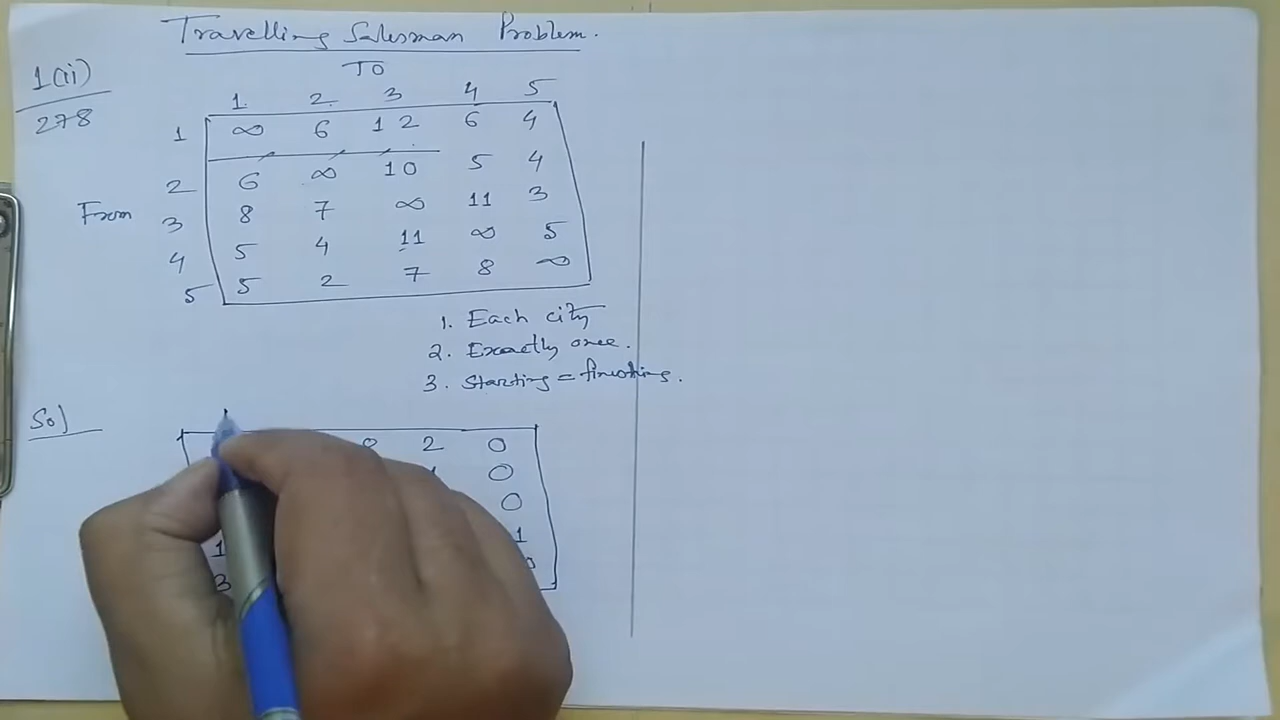 Travelling Salesman Problem.
1(ii)
278
To
1. 2. 3 4 5
1 ∞ 6 12 6 4
2 6 ∞ 10 5 4
From 3 8 7 ∞ 11 3
4 5 4 11 ∞ 5
5 5 2 7 8 ∞
1. Each city
2. Exactly once.
3. Starting = finishing.
Sol
2 0
0
0
1 1
3